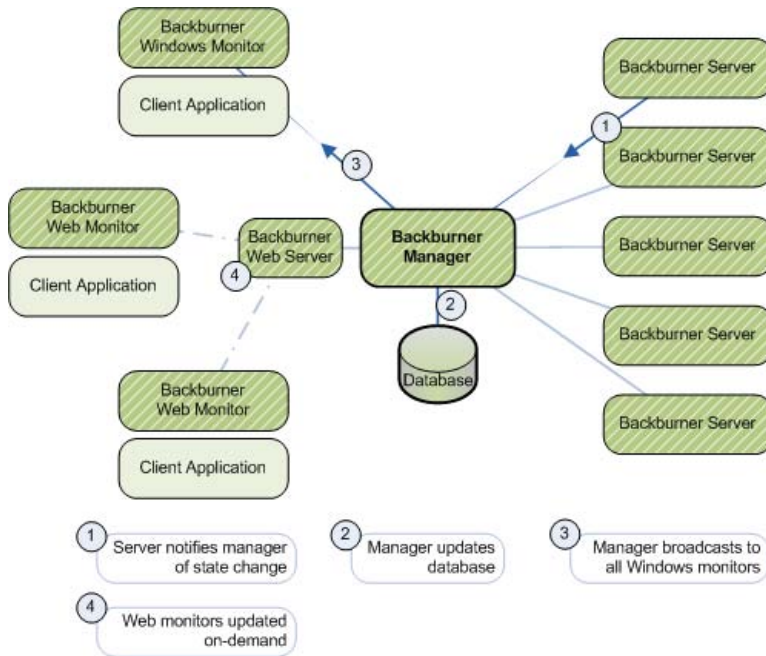 Backburner
Windows Monitor
Client Application
Backburner Server
1
Backburner Server
3
Backburner
Web Monitor
Client Application
Backburner
Web Server
4
Backburner
Manager
Backburner Server
2
Database
Backburner Server
Backburner Server
Backburner
Web Monitor
Client Application
1
Server notifies manager
of state change
2
Manager updates
database
3
Manager broadcasts to
all Windows monitors
4
Web monitors updated
on-demand